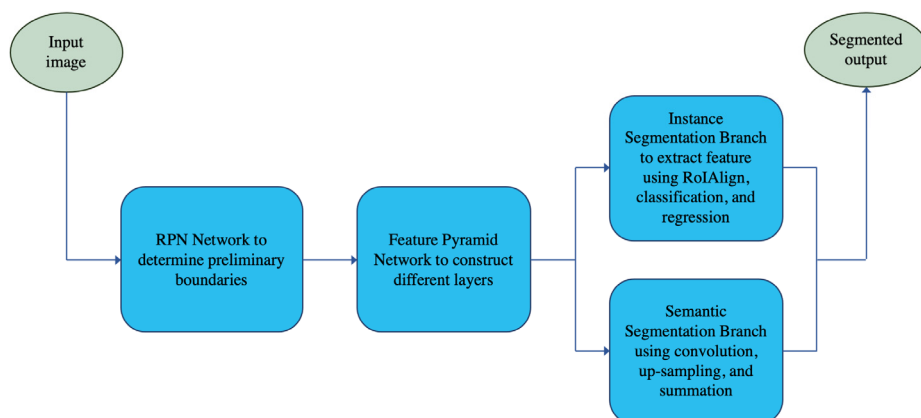 Input
image
Segmented
output
RPN Network to
determine preliminary
boundaries
Feature Pyramid
Network to construct
different layers
Instance
Segmentation Branch
to extract feature
using RoIAlign,
classification, and
regression
Semantic
Segmentation Branch
using convolution,
up-sampling, and
summation